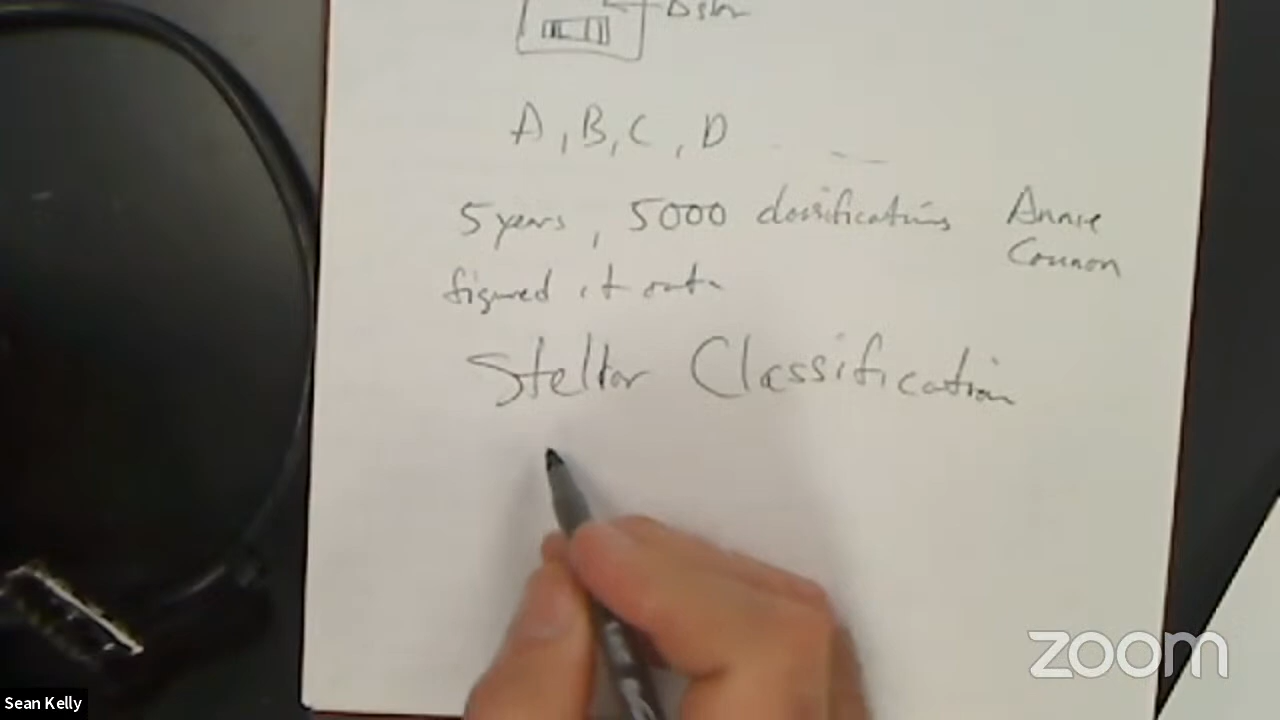 A, B, C, D
5 years, 5000 classifications
Annie
Cannon
figured it out
Stellar Classification
zoom
Sean Kelly